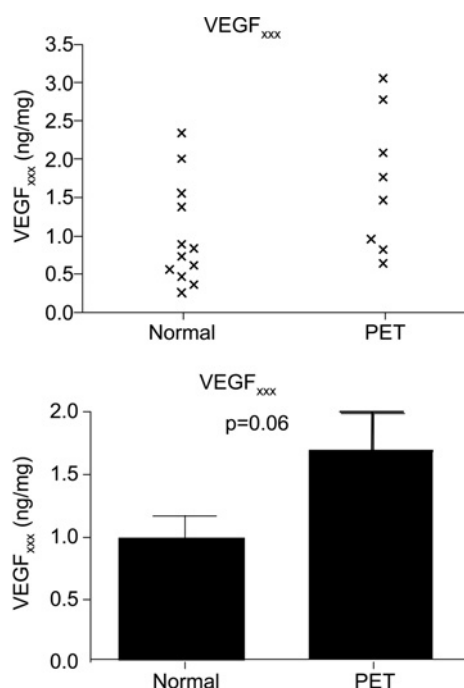 VEGFxxx
VEGFxxx (ng/mg)
3.5
3.0
2.5
2.0
1.5
1.0
0.5
0.0
Normal PET
VEGFxxx
p=0.06
VEGFxxx (ng/mg)
2.0
1.5
1.0
0.5
0.0
Normal PET